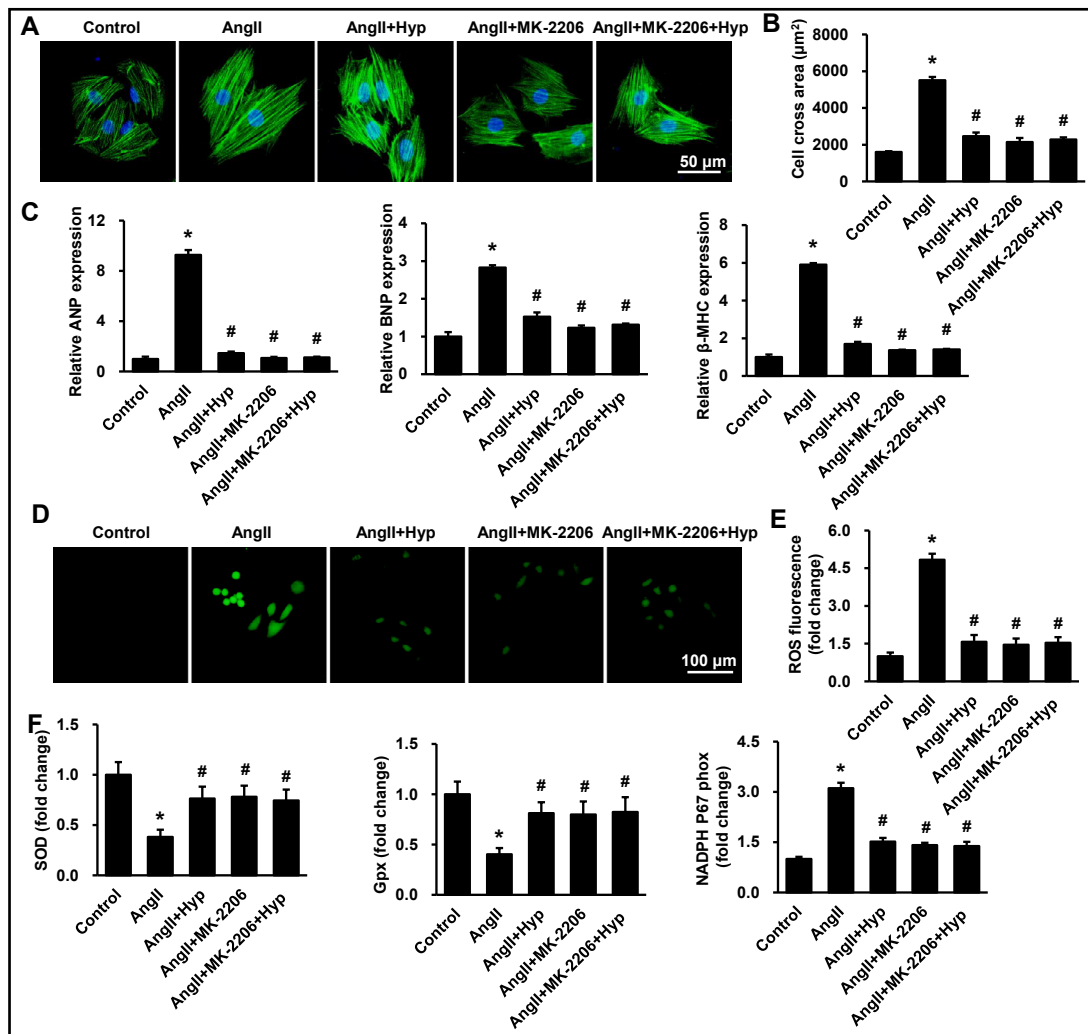 A
Control
AngII
AngII+Hyp
AngII+MK-2206
AngII+MK-2206+Hyp
50 µm
B
Cell cross area (µm²)
8000
6000
4000
2000
0
*
#
#
#
Control
AngII
AngII+Hyp
AngII+MK-2206
AngII+MK-2206+Hyp
C
Relative ANP expression
12
8
4
0
*
#
#
#
Control
AngII
AngII+Hyp
AngII+MK-2206
AngII+MK-2206+Hyp
Relative BNP expression
4
3
2
1
0
*
#
#
#
Control
AngII
AngII+Hyp
AngII+MK-2206
AngII+MK-2206+Hyp
Relative β-MHC expression
8
6
4
2
0
*
#
#
#
Control
AngII
AngII+Hyp
AngII+MK-2206
AngII+MK-2206+Hyp
D
Control
AngII
AngII+Hyp
AngII+MK-2206
AngII+MK-2206+Hyp
100 µm
E
ROS fluorescence
(fold change)
6.0
4.5
3.0
1.5
0.0
*
#
#
#
Control
AngII
AngII+Hyp
AngII+MK-2206
AngII+MK-2206+Hyp
F
SOD (fold change)
1.5
1.0
0.5
0.0
*
#
#
#
Control
AngII
AngII+Hyp
AngII+MK-2206
AngII+MK-2206+Hyp
Gpx (fold change)
1.5
1.0
0.5
0.0
*
#
#
#
Control
AngII
AngII+Hyp
AngII+MK-2206
AngII+MK-2206+Hyp
NADPH P67 phox
(fold change)
4.5
3.0
1.5
0.0
*
#
#
#
Control
AngII
AngII+Hyp
AngII+MK-2206
AngII+MK-2206+Hyp